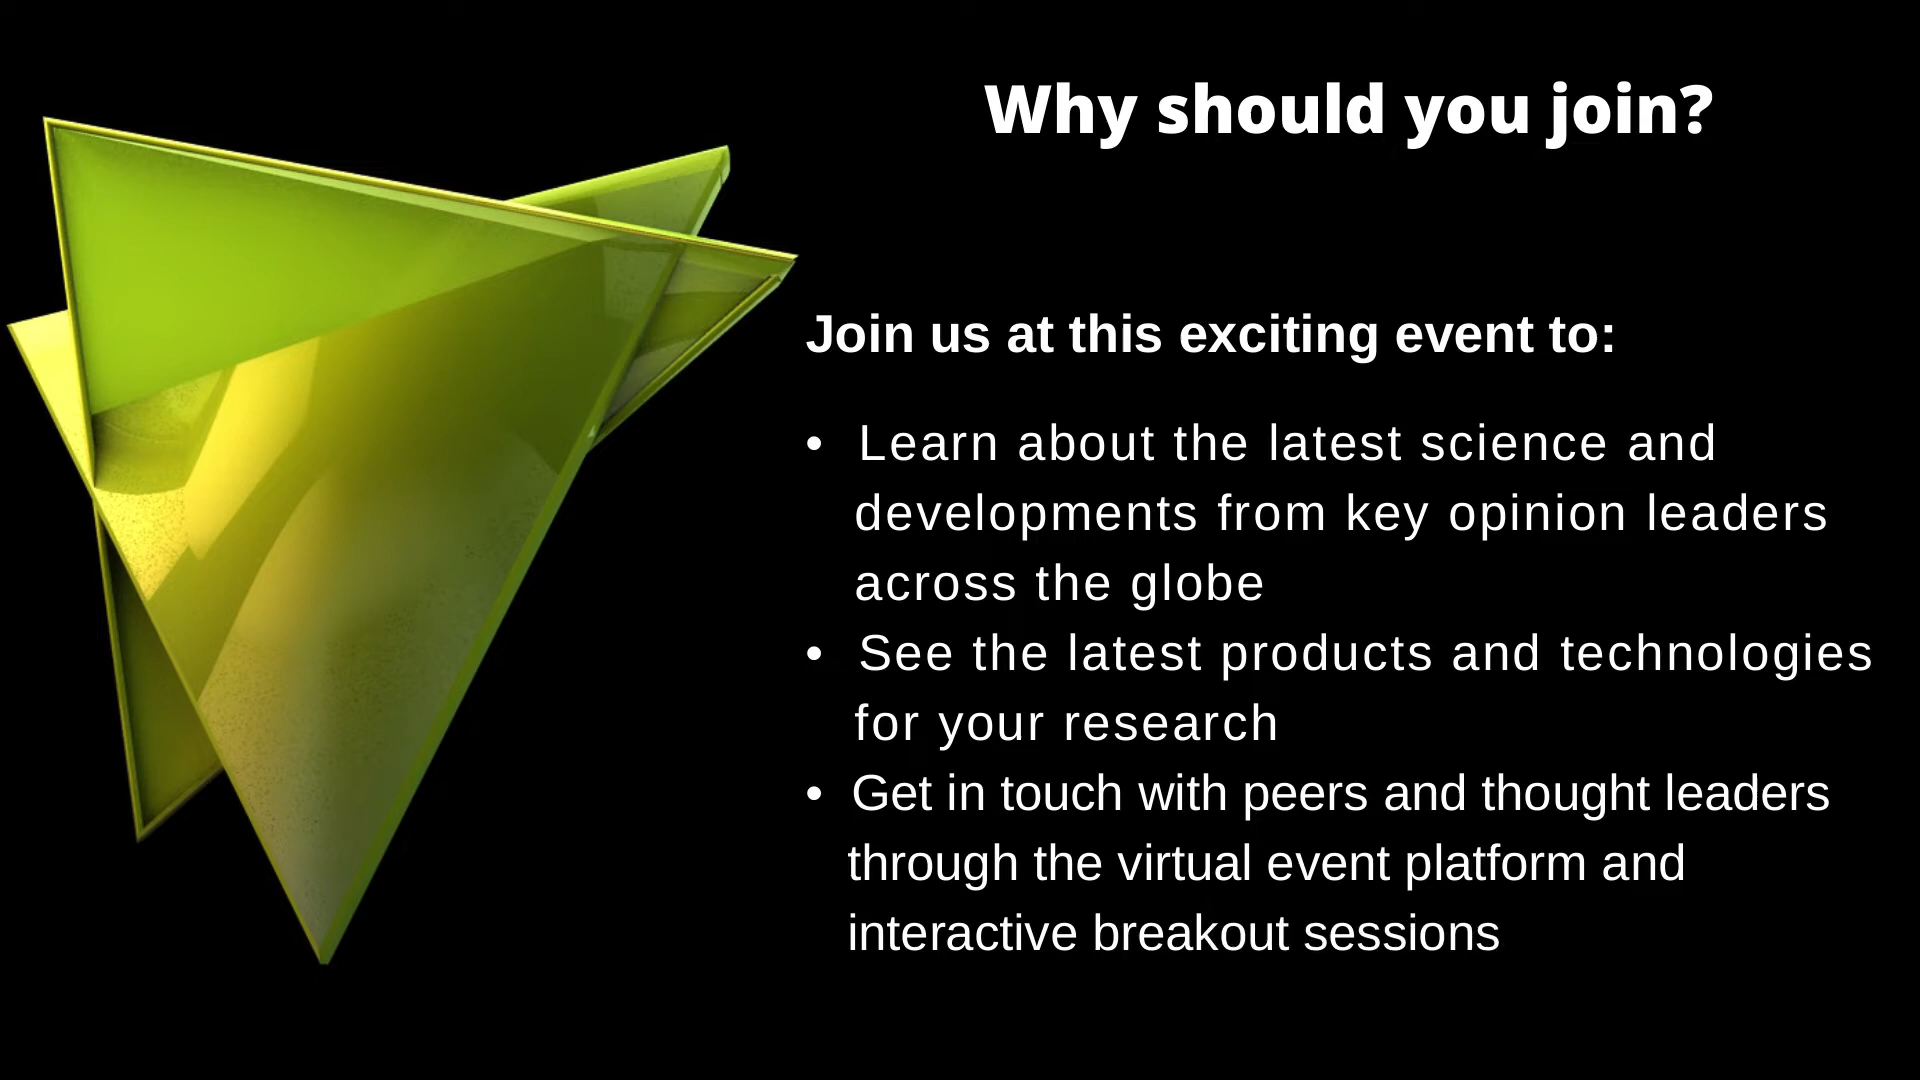 Why should you join?
Join us at this exciting event to:
• Learn about the latest science and
developments from key opinion leaders
across the globe
• See the latest products and technologies
for your research
• Get in touch with peers and thought leaders
through the virtual event platform and
interactive breakout sessions